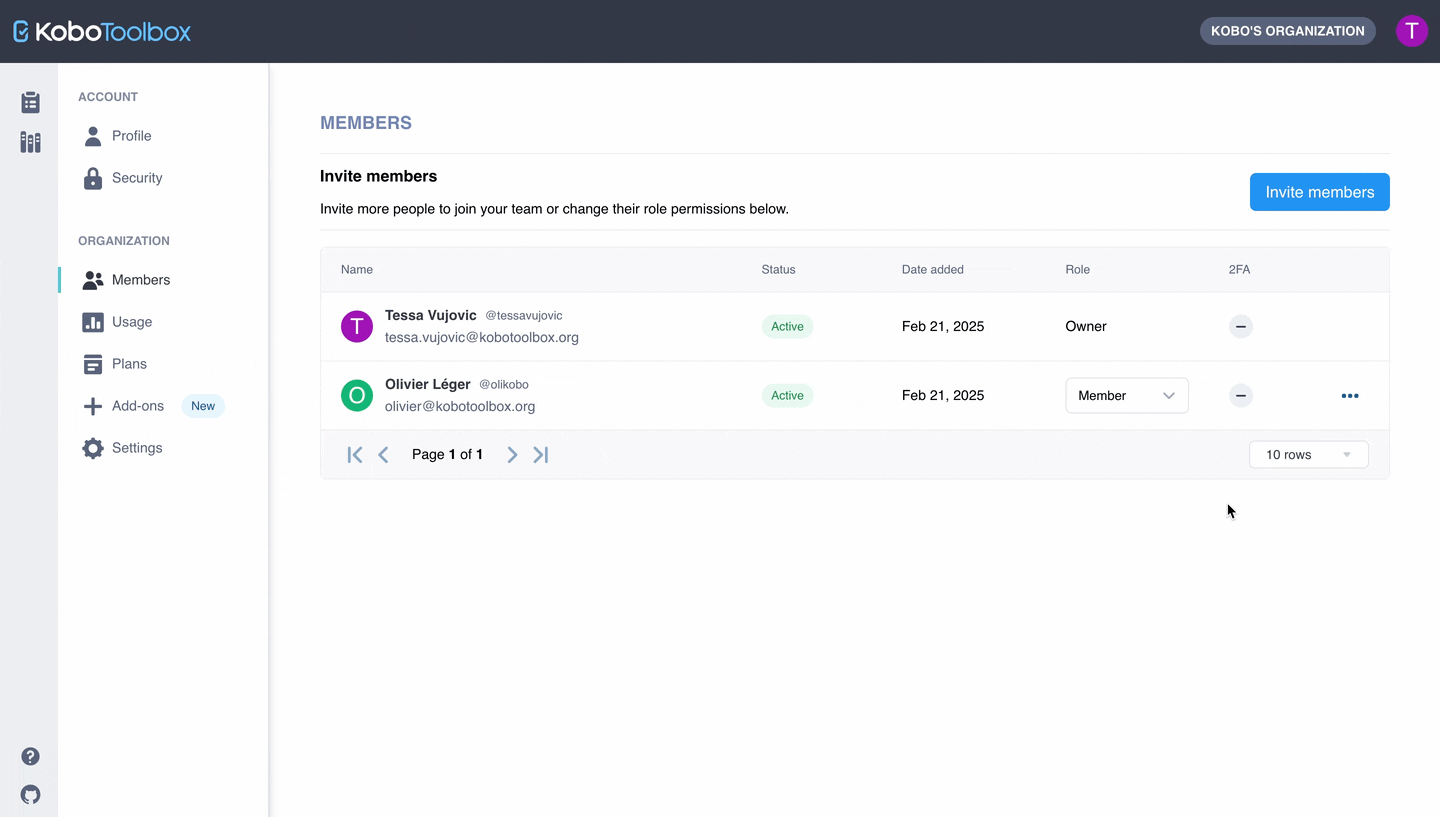 KoboToolbox
KOBO'S ORGANIZATION
T
ACCOUNT
Profile
Security
ORGANIZATION
Members
Usage
Plans
Add-ons New
Settings
MEMBERS
Invite members
Invite more people to join your team or change their role permissions below.
Invite members
Name Status Date added Role 2FA
T Tessa Vujovic @tessavujovic Active Feb 21, 2025 Owner
tessa.vujovic@kobotoolbox.org
O Olivier Léger @olikobo Active Feb 21, 2025 Member
olivier@kobotoolbox.org
Page 1 of 1 10 rows